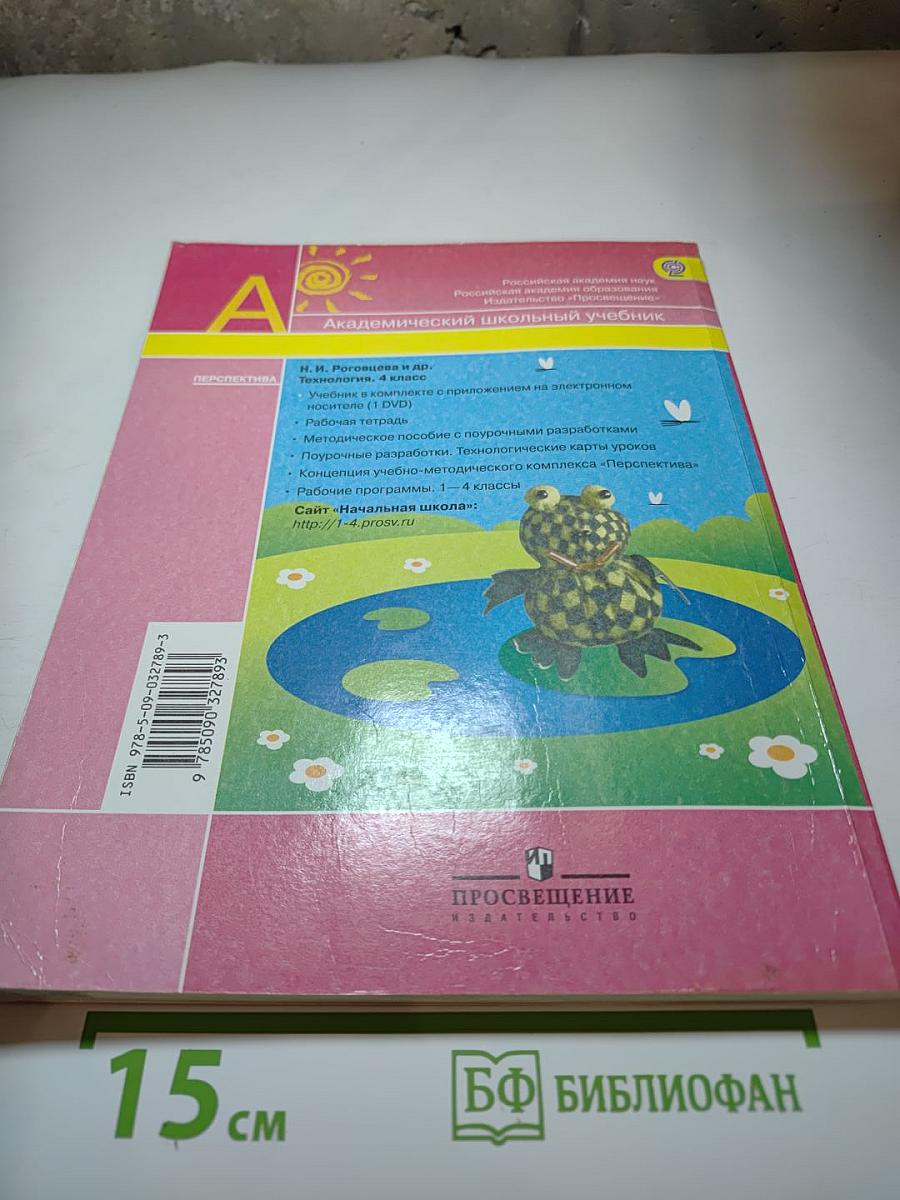 А
Российская академия наук
Российская академия образования
Издательство «Просвещение»
Академический школьный учебник
ПЕРСПЕКТИВА
Н. И. Роговцева и др.
Технология. 4 класс
• Учебник в комплекте с приложением на электронном
носителе (1 DVD)
• Рабочая тетрадь
• Методическое пособие с поурочными разработками
• Поурочные разработки. Технологические карты уроков
• Концепция учебно-методического комплекса «Перспектива»
• Рабочие программы. 1—4 классы
Сайт «Начальная школа»:
http://1-4.prosv.ru
ISBN 978-5-09-032789-3
9 785090 327893
ИП
ПРОСВЕЩЕНИЕ
ИЗДАТЕЛЬСТВО
15 см
БФ БИБЛИОФАН